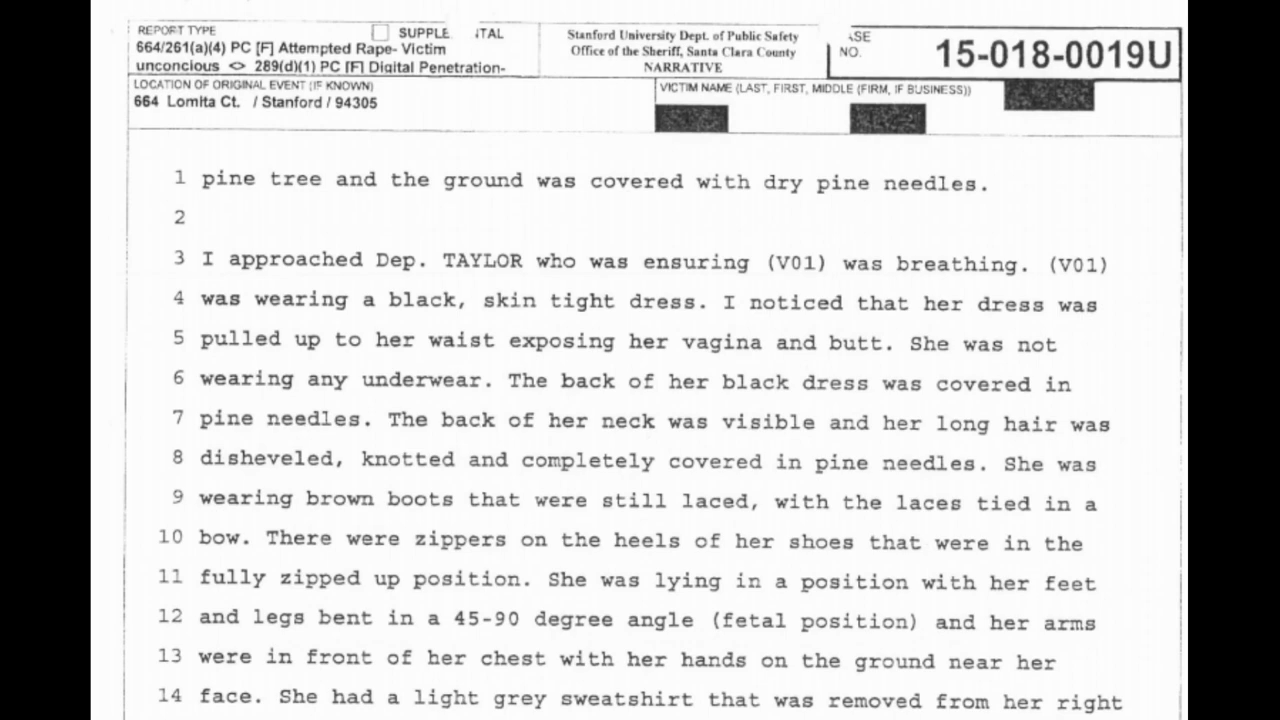 REPORT TYPE
SUPPLE ITAL
664/261(a)(4) PC [F] Attempted Rape- Victim
unconcious <> 289(d)(1) PC [F] Digital Penetration-
Stanford University Dept. of Public Safety
Office of the Sheriff, Santa Clara County
NARRATIVE
ASE
NO.
15-018-0019U
LOCATION OF ORIGINAL EVENT (IF KNOWN)
664 Lomita Ct. / Stanford / 94305
VICTIM NAME (LAST, FIRST, MIDDLE (FIRM, IF BUSINESS))
1 pine tree and the ground was covered with dry pine needles.
2
3 I approached Dep. TAYLOR who was ensuring (V01) was breathing. (V01)
4 was wearing a black, skin tight dress. I noticed that her dress was
5 pulled up to her waist exposing her vagina and butt. She was not
6 wearing any underwear. The back of her black dress was covered in
7 pine needles. The back of her neck was visible and her long hair was
8 disheveled, knotted and completely covered in pine needles. She was
9 wearing brown boots that were still laced, with the laces tied in a
10 bow. There were zippers on the heels of her shoes that were in the
11 fully zipped up position. She was lying in a position with her feet
12 and legs bent in a 45-90 degree angle (fetal position) and her arms
13 were in front of her chest with her hands on the ground near her
14 face. She had a light grey sweatshirt that was removed from her right